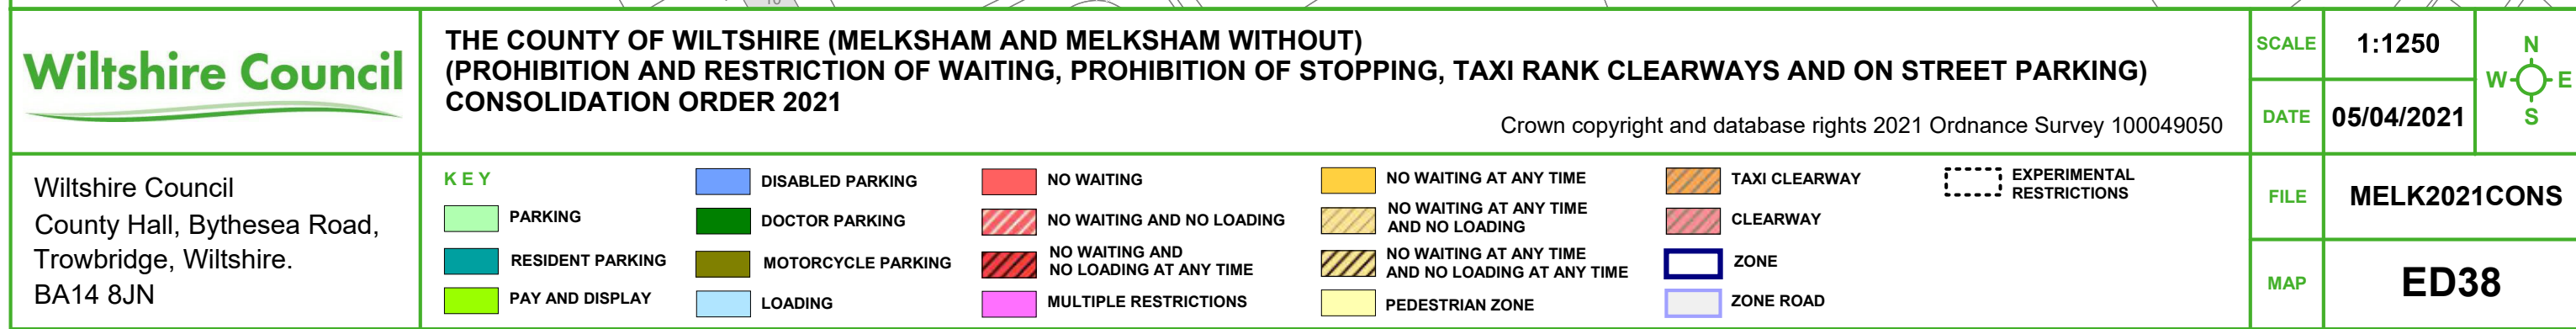 10
Wiltshire Council
THE COUNTY OF WILTSHIRE (MELKSHAM AND MELKSHAM WITHOUT)
(PROHIBITION AND RESTRICTION OF WAITING, PROHIBITION OF STOPPING, TAXI RANK CLEARWAYS AND ON STREET PARKING)
CONSOLIDATION ORDER 2021
Crown copyright and database rights 2021 Ordnance Survey 100049050
SCALE 1:1250
DATE 05/04/2021
N
W E
S
Wiltshire Council
County Hall, Bythesea Road,
Trowbridge, Wiltshire.
BA14 8JN
KEY
PARKING
RESIDENT PARKING
PAY AND DISPLAY
DISABLED PARKING
DOCTOR PARKING
MOTORCYCLE PARKING
LOADING
NO WAITING
NO WAITING AND NO LOADING
NO WAITING AND
NO LOADING AT ANY TIME
MULTIPLE RESTRICTIONS
NO WAITING AT ANY TIME
NO WAITING AT ANY TIME
AND NO LOADING
NO WAITING AT ANY TIME
AND NO LOADING AT ANY TIME
PEDESTRIAN ZONE
TAXI CLEARWAY
CLEARWAY
ZONE
ZONE ROAD
EXPERIMENTAL
RESTRICTIONS
FILE MELK2021CONS
MAP ED38